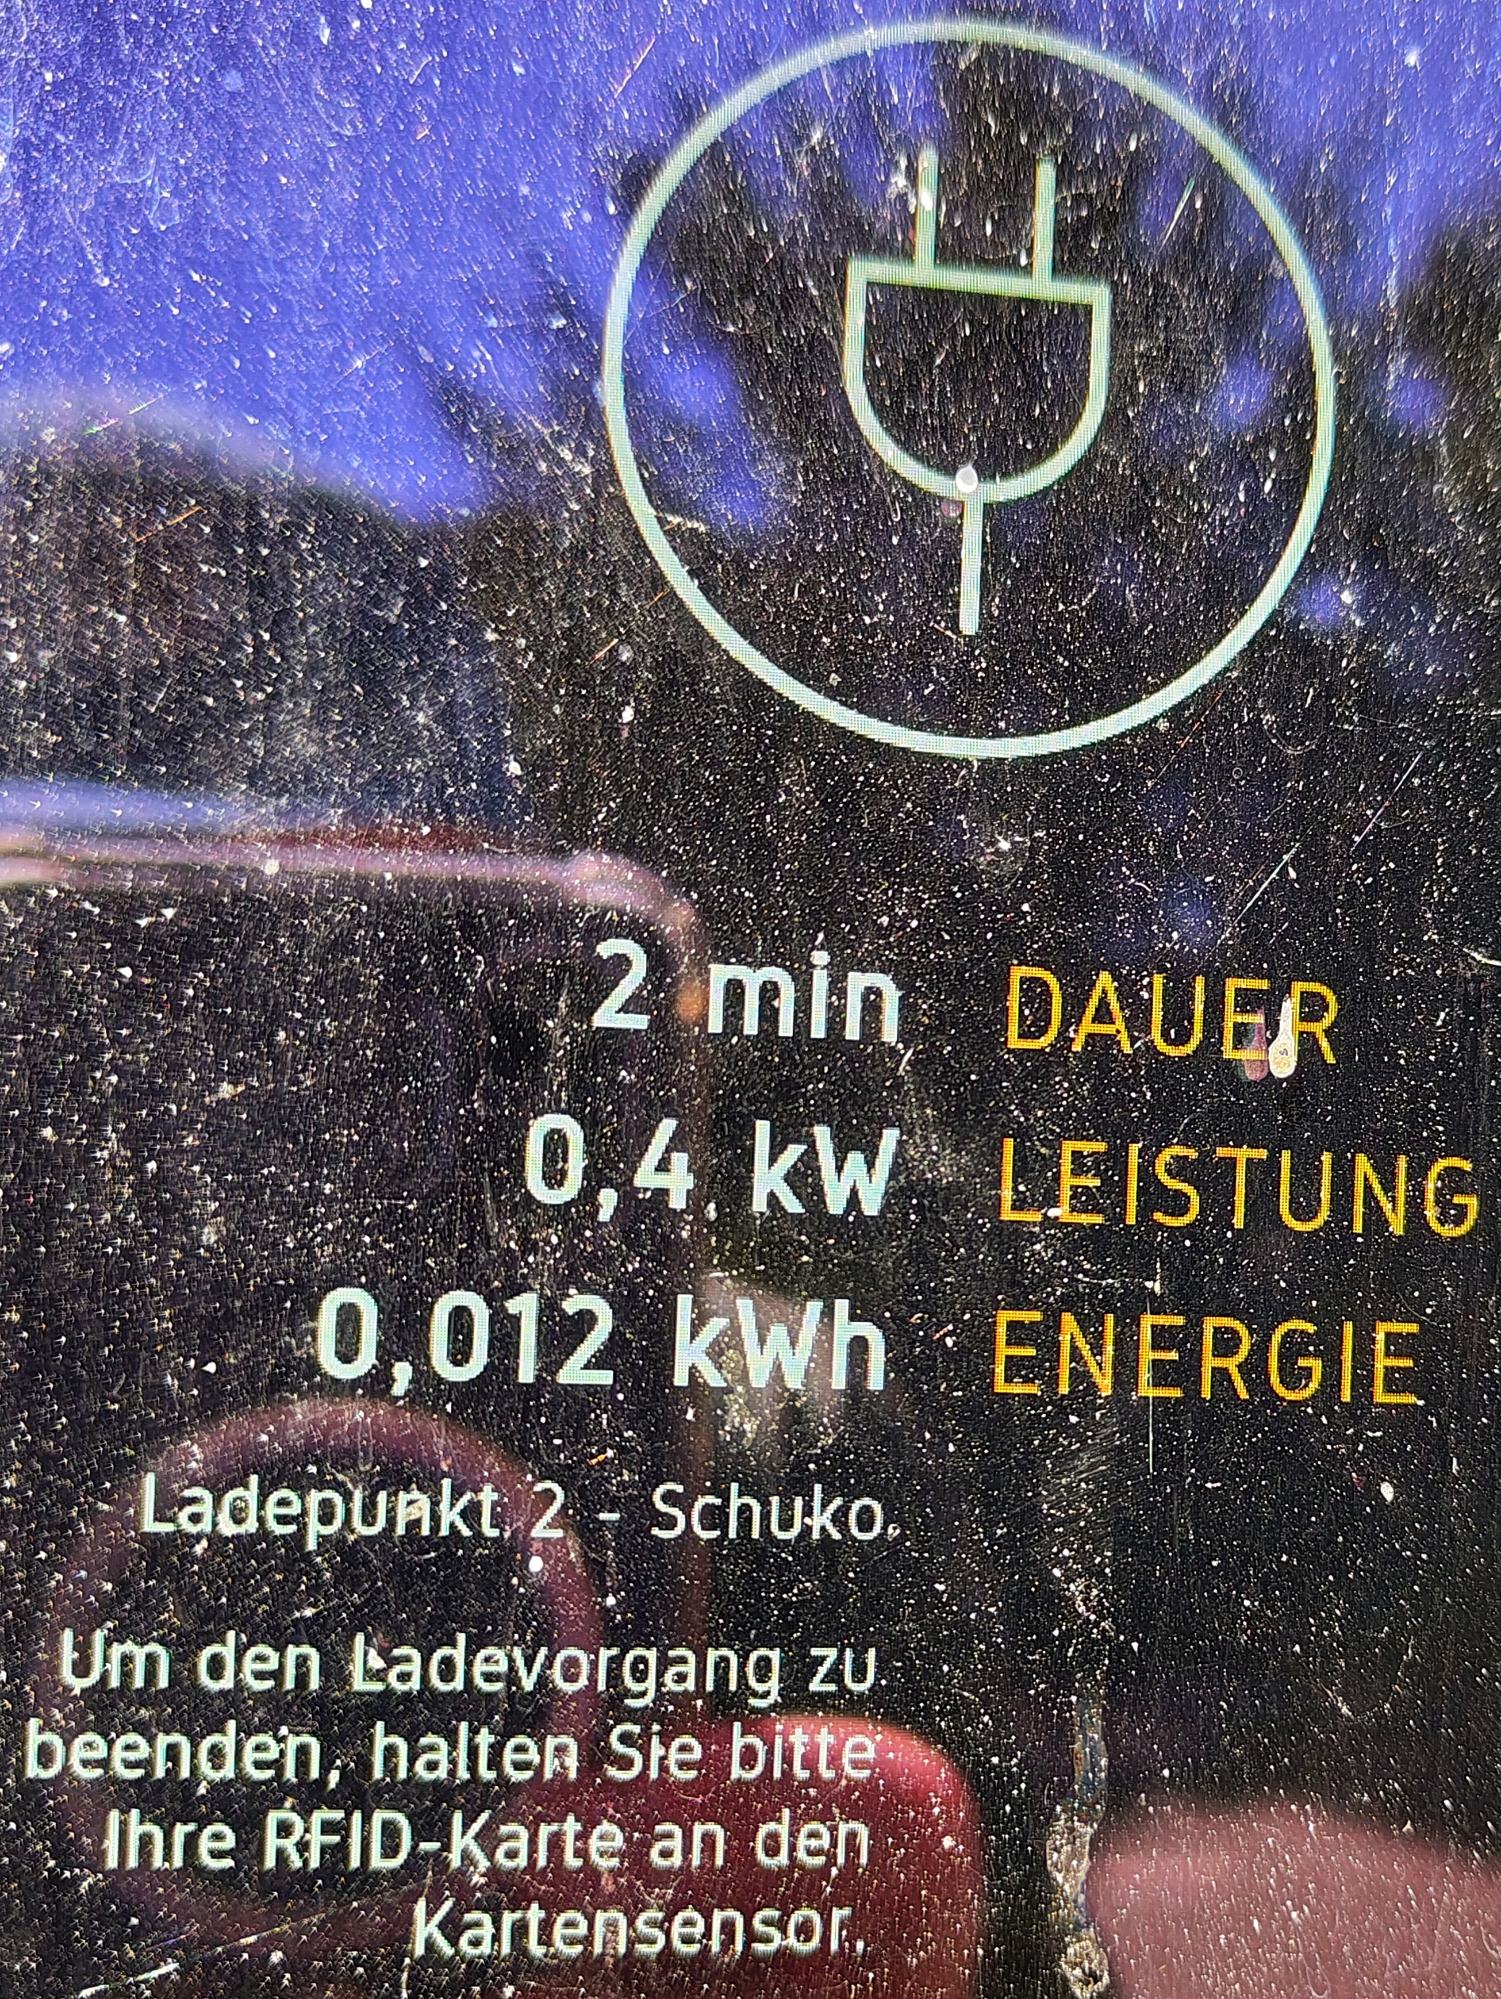 2 min DAUER
0,4 kW LEISTUNG
0,012 kWh ENERGIE
Ladepunkt 2 - Schuko
Um den Ladevorgang zu
beenden, halten Sie bitte
Ihre RFID-Karte an den
Kartensensor.